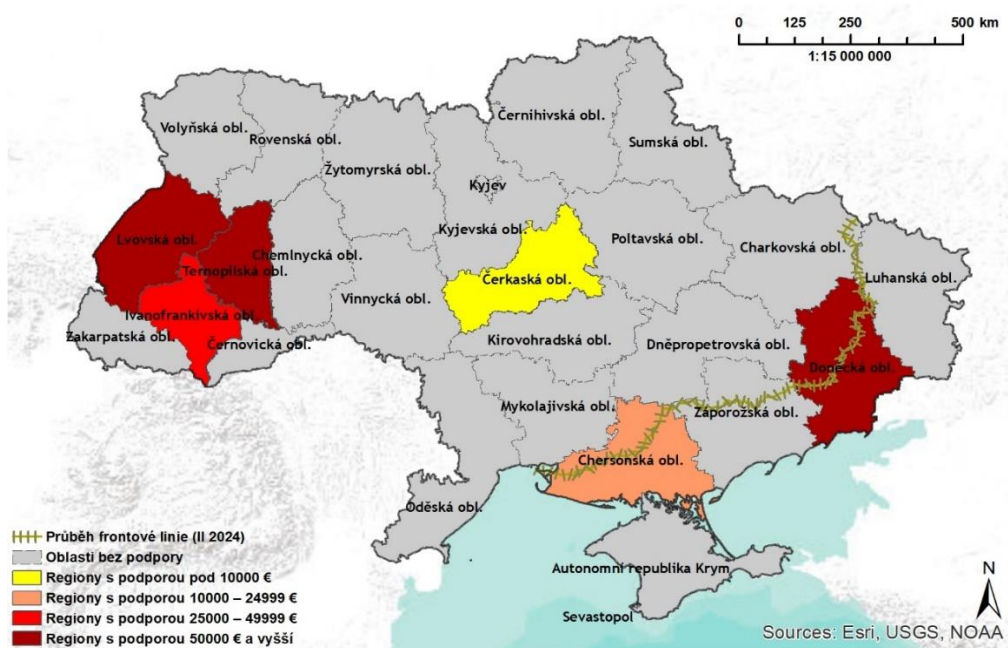 0 125 250 500 km
1:15 000 000
Volyňská obl.
Rovenská obl.
Žytomyrská obl.
Černihivská obl.
Sumská obl.
Kyjev
Kyjevská obl.
Lvovská obl.
Ternopilská obl.
Chemlnycká obl.
Vinnycká obl.
Čerkaská obl.
Poltavská obl.
Charkovská obl.
Luhanská obl.
Ivanofrankivská obl.
Zakarpatská obl.
Černovická obl.
Kirovohradská obl.
Dněpropetrovská obl.
Donecká obl.
Mykolajivská obl.
Záporožská obl.
Chersonská obl.
Oděská obl.
Autonomní republika Krym
Sevastopol
Průběh frontové linie (II 2024)
Oblasti bez podpory
Regiony s podporou pod 10000 €
Regiony s podporou 10000 – 24999 €
Regiony s podporou 25000 – 49999 €
Regiony s podporou 50000 € a vyšší
N
Sources: Esri, USGS, NOAA